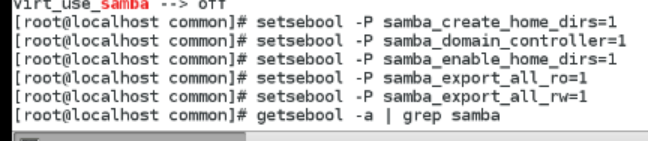 virt_use_samba --> off
[root@localhost common]# setsebool -P samba_create_home_dirs=1
[root@localhost common]# setsebool -P samba_domain_controller=1
[root@localhost common]# setsebool -P samba_enable_home_dirs=1
[root@localhost common]# setsebool -P samba_export_all_ro=1
[root@localhost common]# setsebool -P samba_export_all_rw=1
[root@localhost common]# getsebool -a | grep samba